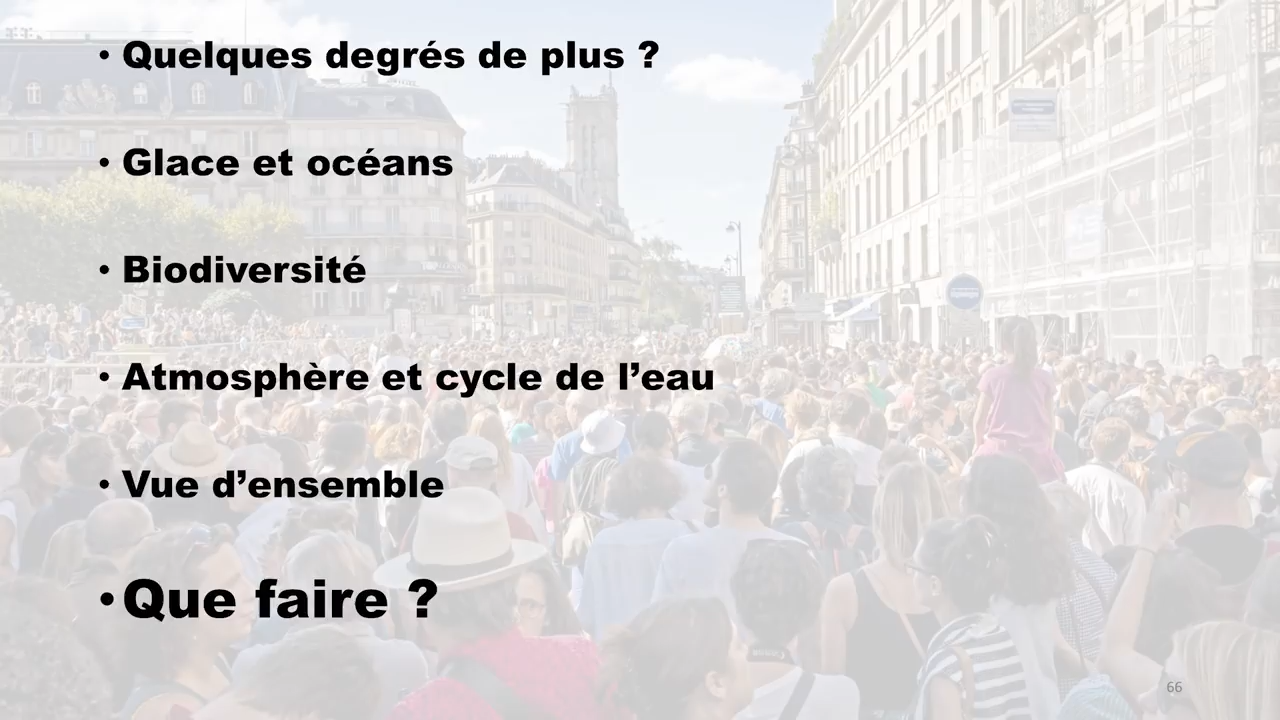 • Quelques degrés de plus ?
• Glace et océans
• Biodiversité
• Atmosphère et cycle de l’eau
• Vue d’ensemble
• Que faire ?
66